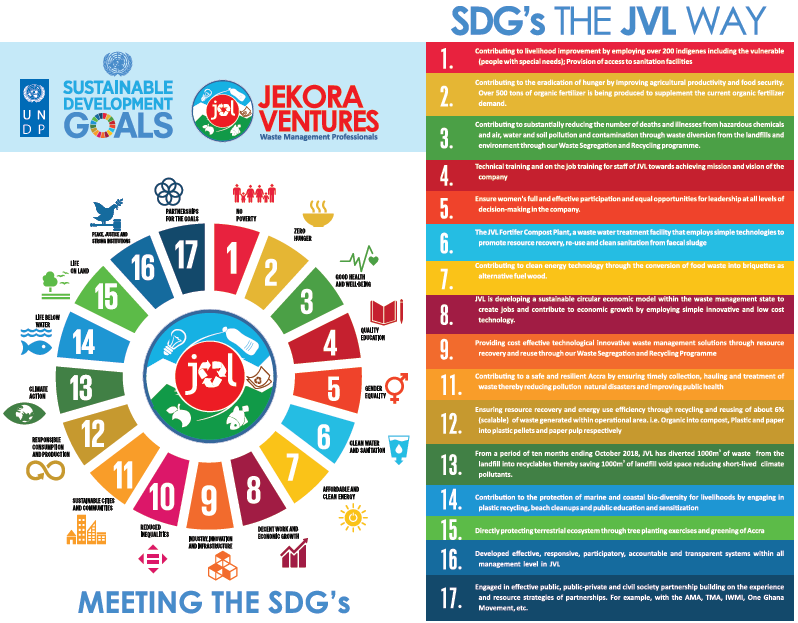 SDG's THE JVL WAY
U N
D P
SUSTAINABLE
DEVELOPMENT
GOALS
jvl
JEKORA
VENTURES
Waste Management Professionals
PARTNERSHIPS
FOR THE GOALS
NO
POVERTY
ZERO
HUNGER
GOOD HEALTH
AND WELL-BEING
QUALITY
EDUCATION
GENDER
EQUALITY
CLEAN WATER
AND SANITATION
AFFORDABLE AND
CLEAN ENERGY
DECENT WORK AND
ECONOMIC GROWTH
INDUSTRY, INNOVATION
AND INFRASTRUCTURE
REDUCED
INEQUALITIES
SUSTAINABLE CITIES
AND COMMUNITIES
RESPONSIBLE
CONSUMPTION
AND PRODUCTION
CLIMATE
ACTION
LIFE BELOW
WATER
LIFE
ON LAND
PEACE, JUSTICE AND
STRONG INSTITUTIONS
1
2
3
4
5
6
7
8
9
10
11
12
13
14
15
16
17
jvl
MEETING THE SDG's
1. Contributing to livelihood improvement by employing over 200 indigenes including the vulnerable
(people with special needs); Provision of access to sanitation facilities
2. Contributing to the eradication of hunger by improving agricultural productivity and food security.
Over 500 tons of organic fertilizer is being produced to supplement the current organic fertilizer
demand.
3. Contributing to substantially reducing the number of deaths and illnesses from hazardous chemicals
and air, water and soil pollution and contamination through waste diversion from the landfills and
environment through our Waste Segregation and Recycling programme.
4. Technical training and on the job training for staff of JVL towards achieving mission and vision of the
company
5. Ensure women's full and effective participation and equal opportunities for leadership at all levels of
decision-making in the company.
6. The JVL Fortifer Compost Plant, a waste water treatment facility that employs simple technologies to
promote resource recovery, re-use and clean sanitation from faecal sludge
7. Contributing to clean energy technology through the conversion of food waste into briquettes as
alternative fuel wood.
8. JVL is developing a sustainable circular economic model within the waste management state to
create jobs and contribute to economic growth by employing simple innovative and low cost
technology.
9. Providing cost effective technological innovative waste management solutions through resource
recovery and reuse through our Waste Segregation and Recycling Programme
11. Contributing to a safe and resilient Accra by ensuring timely collection, hauling and treatment of
waste thereby reducing pollution natural disasters and improving public health
12. Ensuring resource recovery and energy use efficiency through recycling and reusing of about 6%
(scalable) of waste generated within operational area. i.e. Organic into compost, Plastic and paper
into plastic pellets and paper pulp respectively
13. From a period of ten months ending October 2018, JVL has diverted 1000m³ of waste from the
landfill into recyclables thereby saving 1000m³ of landfill void space reducing short-lived climate
pollutants.
14. Contribution to the protection of marine and coastal bio-diversity for livelihoods by engaging in
plastic recycling, beach cleanups and public education and sensitization
15. Directly protecting terrestrial ecosystem through tree planting exercises and greening of Accra
16. Developed effective, responsive, participatory, accountable and transparent systems within all
management level in JVL
17. Engaged in effective public, public-private and civil society partnership building on the experience
and resource strategies of partnerships. For example, with the AMA, TMA, IWMI, One Ghana
Movement, etc.